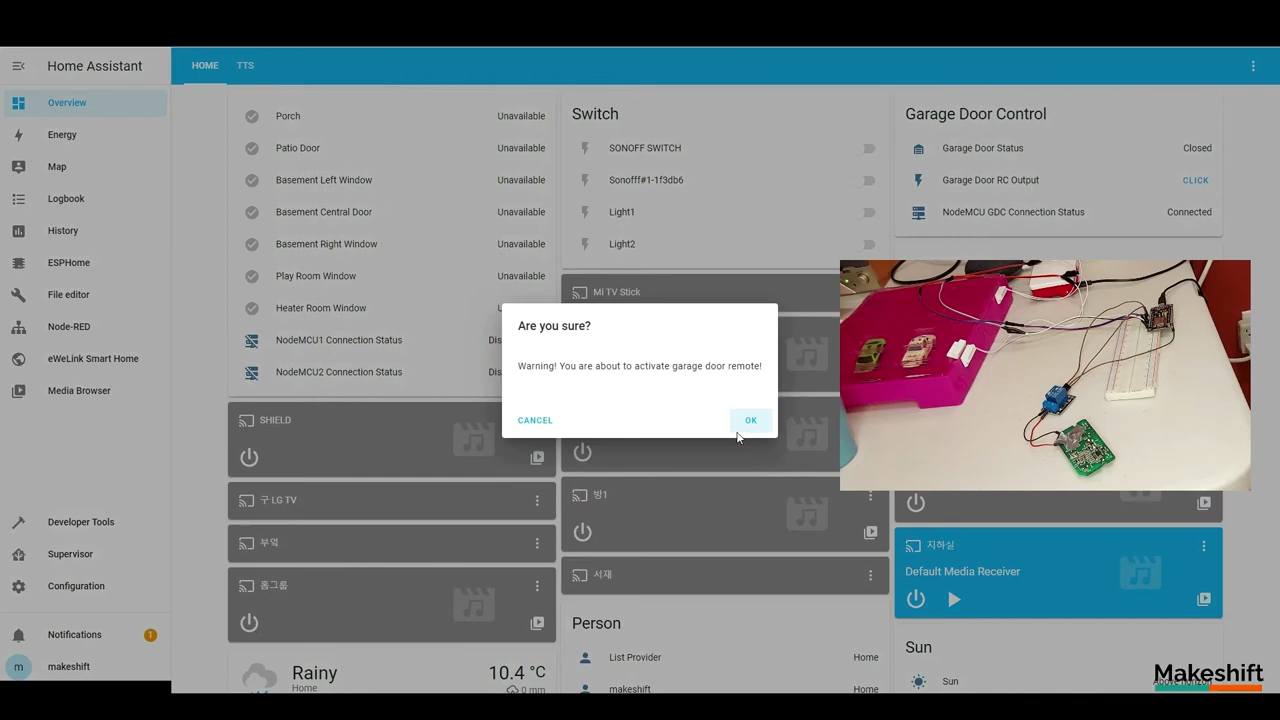 Home Assistant
Overview
Energy
Map
Logbook
History
ESPHome
File editor
Node-RED
eWeLink Smart Home
Media Browser
Developer Tools
Supervisor
Configuration
Notifications 1
m makeshift
HOME TTS
Porch Unavailable
Patio Door Unavailable
Basement Left Window Unavailable
Basement Central Door Unavailable
Basement Right Window Unavailable
Play Room Window Unavailable
Heater Room Window
NodeMCU1 Connection Status
NodeMCU2 Connection Status
SHIELD
구 LG TV
부엌
홈그룹
Rainy 10.4 °C
Home 0 mm
Switch
SONOFF SWITCH
Sonofff#1-1f3db6
Light1
Light2
Mi TV Stick
방1
서재
Person
List Provider Home
makeshift Home
Garage Door Control
Garage Door Status Closed
Garage Door RC Output CLICK
NodeMCU GDC Connection Status Connected
지하실
Default Media Receiver
Sun
Sun
Are you sure?
Warning! You are about to activate garage door remote!
CANCEL OK
Makeshift